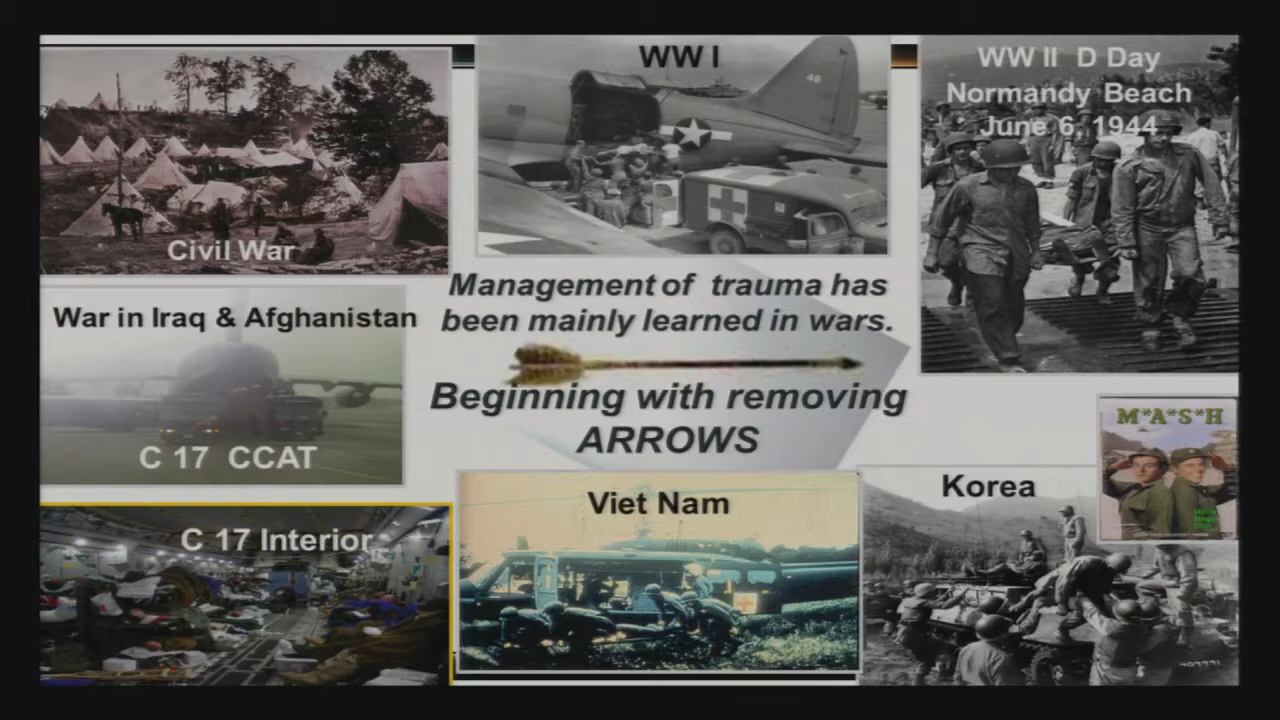 WW I
WW II D Day
Normandy Beach
June 6, 1944
46
Civil War
Management of trauma has
been mainly learned in wars.
War in Iraq & Afghanistan
Beginning with removing
ARROWS
C 17 CCAT
M*A*S*H
Viet Nam
Korea
C 17 Interior